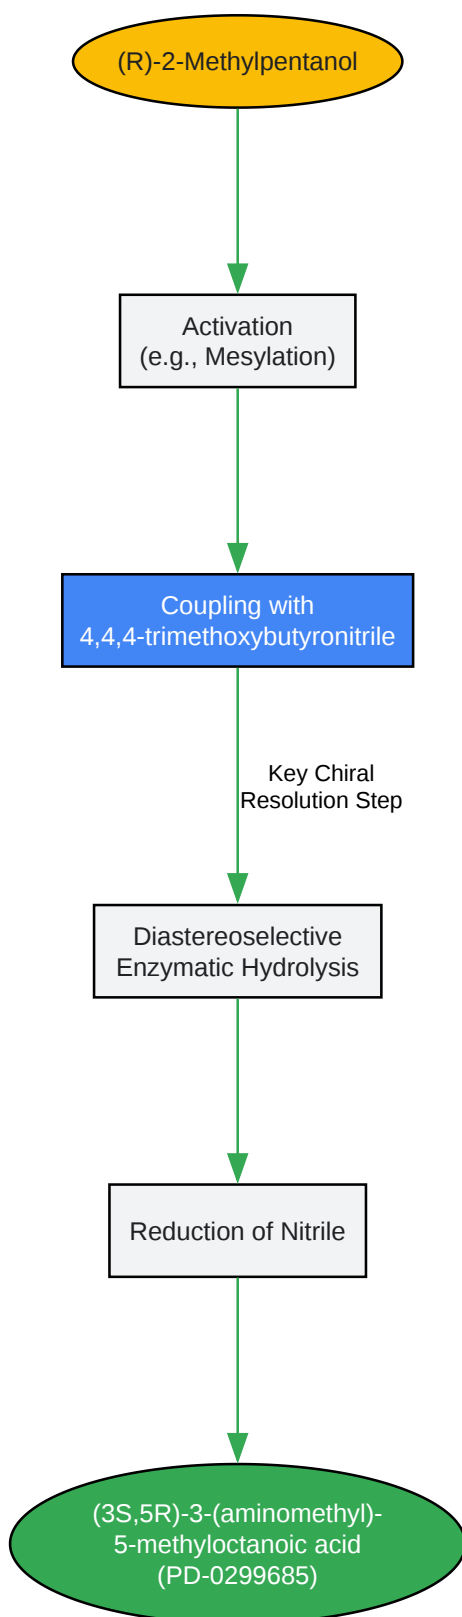 (R)-2-Methylpentanol
Activation
(e.g., Mesylation)
Coupling with
4,4,4-trimethoxybutyronitrile
Key Chiral
Resolution Step
Diastereoselective
Enzymatic Hydrolysis
Reduction of Nitrile
(3S,5R)-3-(aminomethyl)-
5-methyloctanoic acid
(PD-0299685)